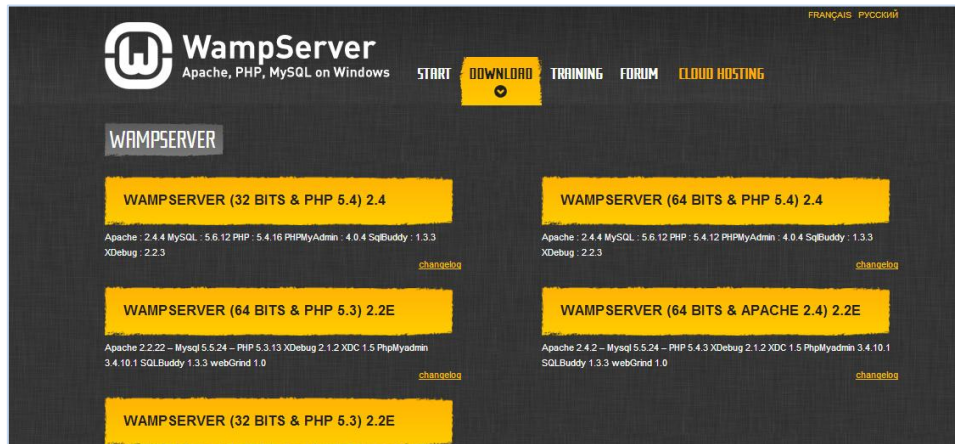 FRANÇAIS РУССКИЙ
WampServer
Apache, PHP, MySQL on Windows
START DOWNLOAD TRAINING FORUM CLOUD HOSTING
WAMPSERVER
WAMPSERVER (32 BITS & PHP 5.4) 2.4
Apache : 2.4.4 MySQL : 5.6.12 PHP : 5.4.16 PHPMyAdmin : 4.0.4 SqlBuddy : 1.3.3
XDebug : 2.2.3
changelog
WAMPSERVER (64 BITS & PHP 5.4) 2.4
Apache : 2.4.4 MySQL : 5.6.12 PHP : 5.4.12 PHPMyAdmin : 4.0.4 SqlBuddy : 1.3.3
XDebug : 2.2.3
changelog
WAMPSERVER (64 BITS & PHP 5.3) 2.2E
Apache 2.2.22 – Mysql 5.5.24 – PHP 5.3.13 XDebug 2.1.2 XDC 1.5 PhpMyadmin
3.4.10.1 SQLBuddy 1.3.3 webGrind 1.0
changelog
WAMPSERVER (64 BITS & APACHE 2.4) 2.2E
Apache 2.4.2 – Mysql 5.5.24 – PHP 5.4.3 XDebug 2.1.2 XDC 1.5 PhpMyadmin 3.4.10.1
SQLBuddy 1.3.3 webGrind 1.0
changelog
WAMPSERVER (32 BITS & PHP 5.3) 2.2E